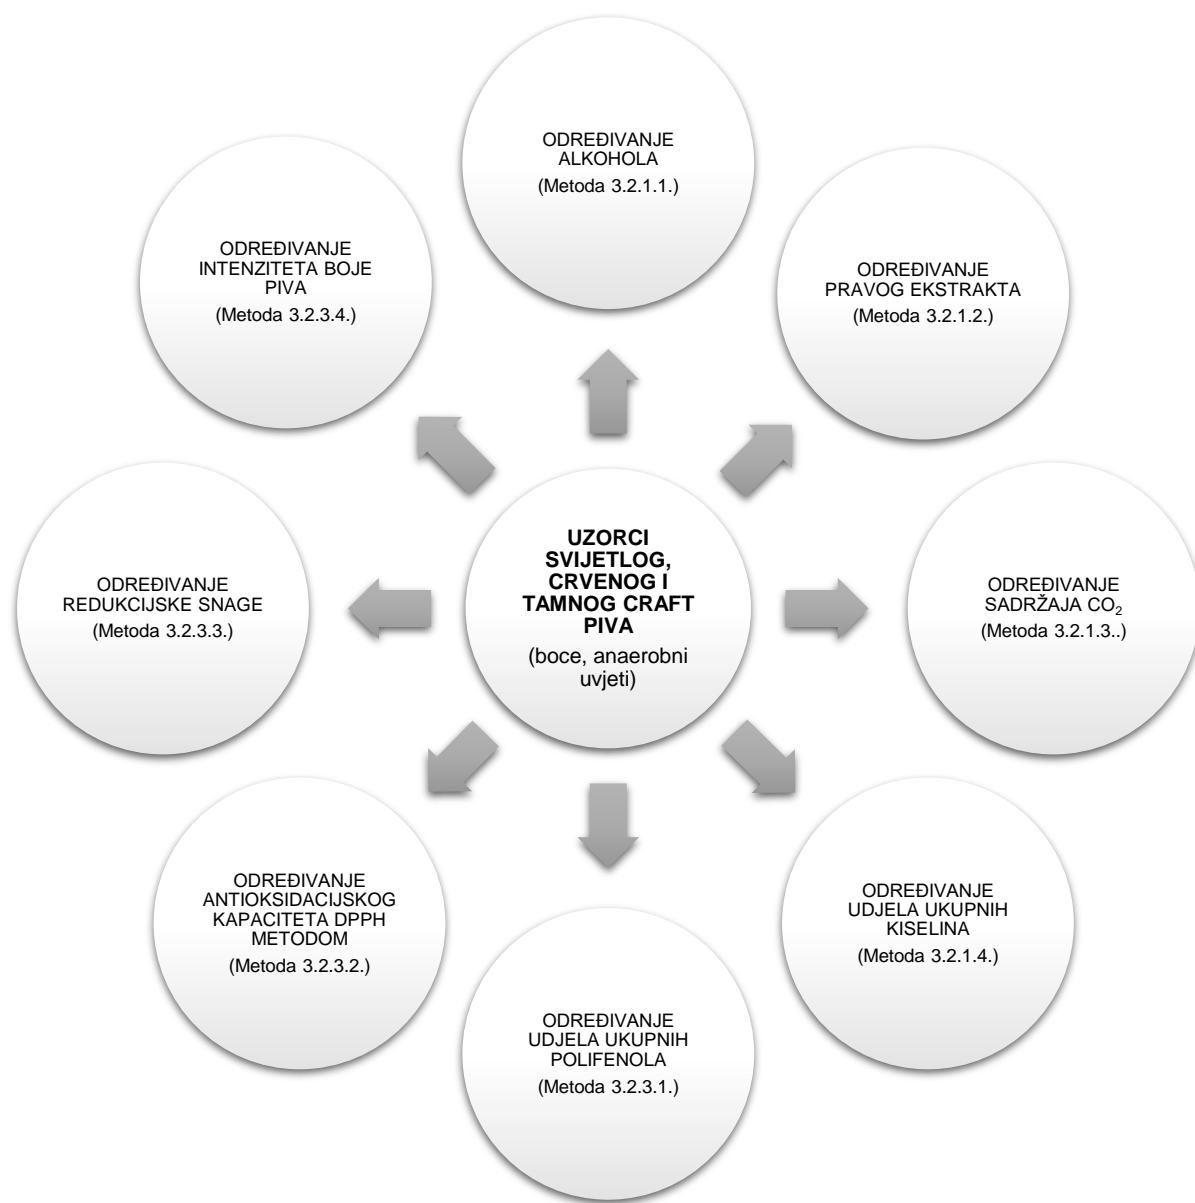 ODREĐIVANJE
ALKOHOLA
(Metoda 3.2.1.1.)
ODREĐIVANJE
PRAVOG EKSTRAKTA
(Metoda 3.2.1.2.)
ODREĐIVANJE
SADRŽAJA CO₂
(Metoda 3.2.1.3..)
ODREĐIVANJE
UDJELA UKUPNIH
KISELINA
(Metoda 3.2.1.4.)
ODREĐIVANJE
UDJELA UKUPNIH
POLIFENOLA
(Metoda 3.2.3.1.)
ODREĐIVANJE
ANTIOKSIDACIJSKOG
KAPACITETA DPPH
METODOM
(Metoda 3.2.3.2.)
ODREĐIVANJE
REDUKCIJSKE SNAGE
(Metoda 3.2.3.3.)
ODREĐIVANJE
INTENZITETA BOJE
PIVA
(Metoda 3.2.3.4.)
UZORCI
SVIJETLOG,
CRVENOG I
TAMNOG CRAFT
PIVA
(boce, anaerobni
uvjeti)